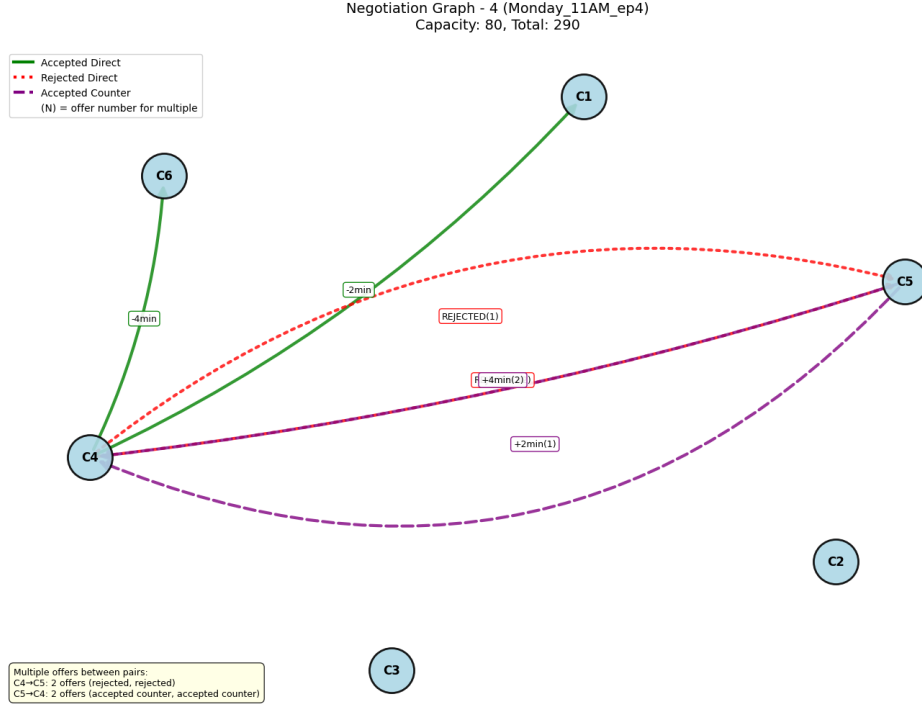 Negotiation Graph - 4 (Monday_11AM_ep4)
Capacity: 80, Total: 290
Accepted Direct
Rejected Direct
Accepted Counter
(N) = offer number for multiple
C1
C6
C5
-2min
-4min
REJECTED(1)
+4min(2)
+2min(1)
C4
C2
C3
Multiple offers between pairs:
C4→C5: 2 offers (rejected, rejected)
C5→C4: 2 offers (accepted counter, accepted counter)